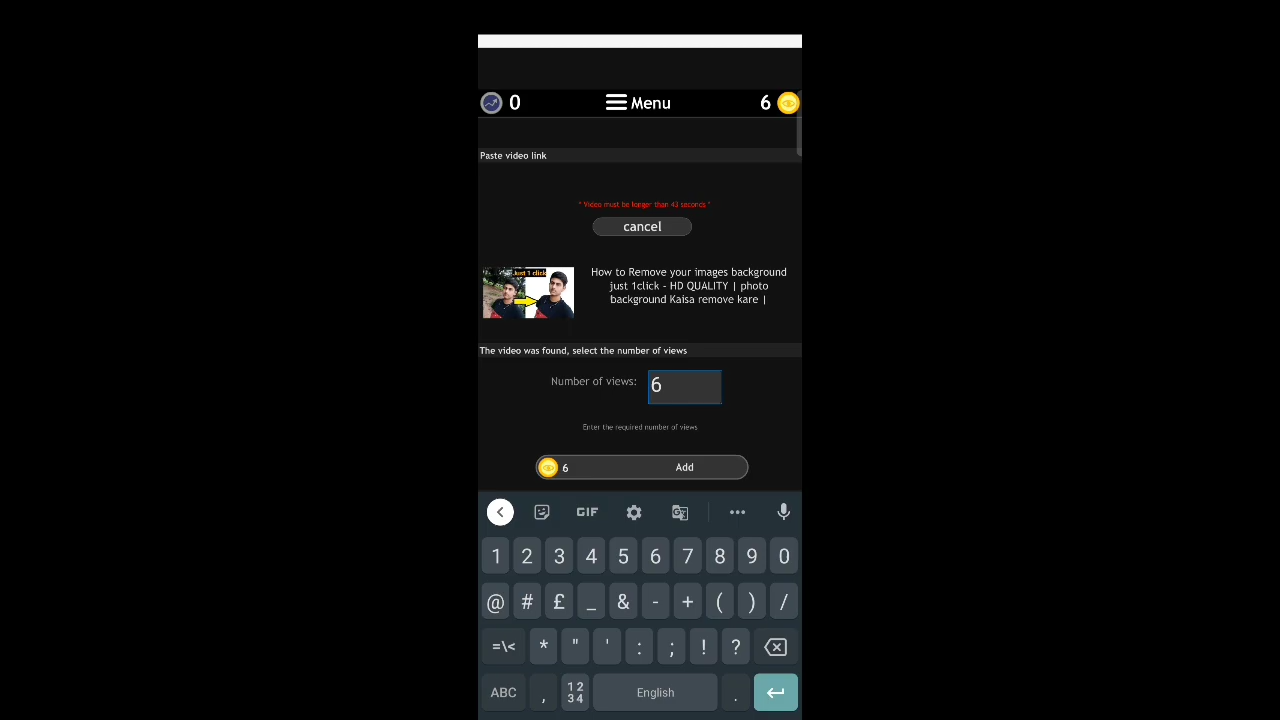 0
Menu
6
Paste video link
* Video must be longer than 43 seconds *
cancel
just 1 click
How to Remove your images background
just 1click - HD QUALITY | photo
background Kaisa remove kare |
The video was found, select the number of views
Number of views: 6
Enter the required number of views
6 Add
GIF
1 2 3 4 5 6 7 8 9 0
@ # £ _ & - + ( ) /
=\< * " ' : ; ! ?
ABC , 12 34 English .